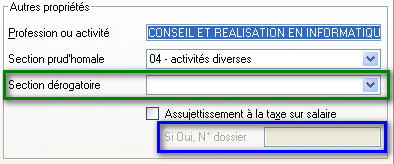 Autres propriétés
Profession ou activité CONSEIL ET REALISATION EN INFORMATIQU
Section prud'homale 04 - activités diverses
Section dérogatoire
Assujettissement à la taxe sur salaire
Si Oui, N° dossier